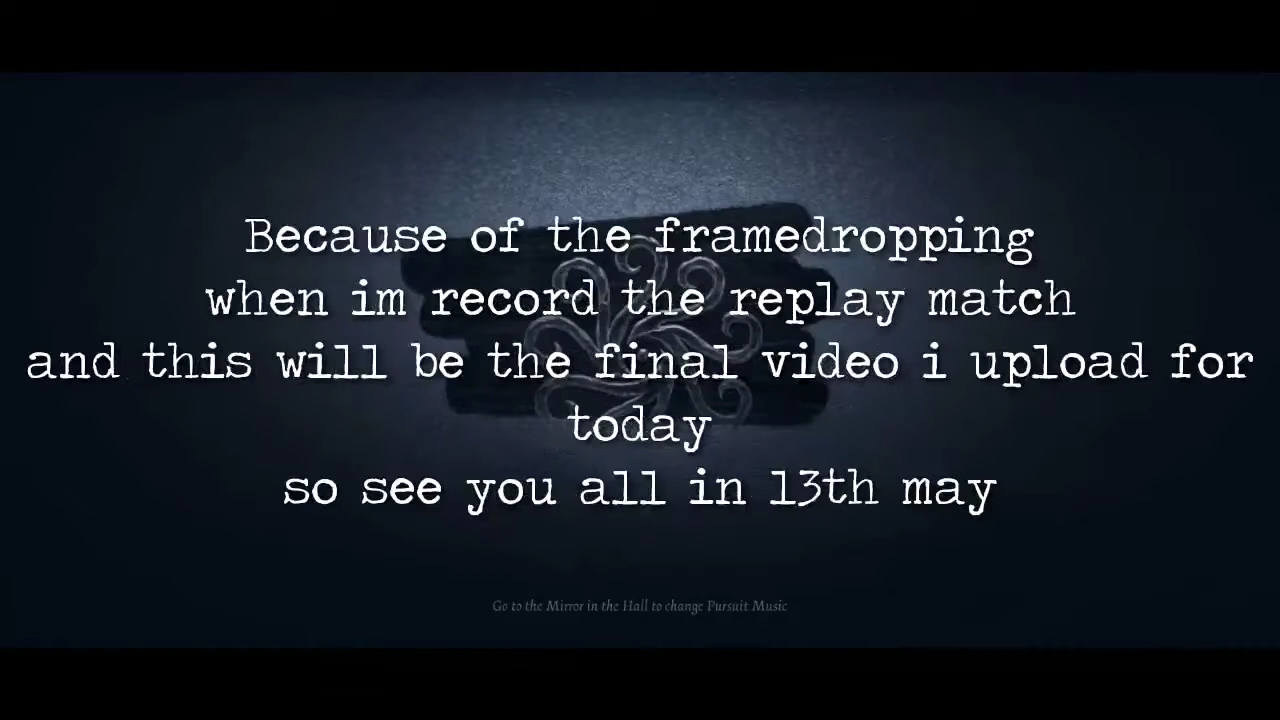 Because of the framedropping
when im record the replay match
and this will be the final video i upload for
today
so see you all in 13th may
Go to the Mirror in the Hall to change Pursuit Music